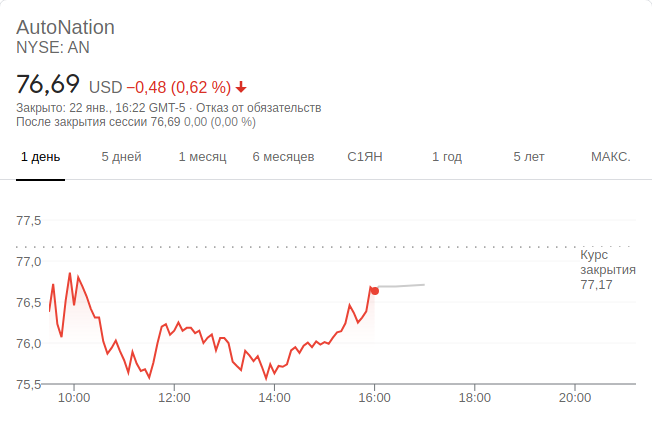 AutoNation
NYSE: AN
76,69 USD −0,48 (0,62 %)
Закрыто: 22 янв., 16:22 GMT-5 · Отказ от обязательств
После закрытия сессии 76,69 0,00 (0,00 %)
1 день 5 дней 1 месяц 6 месяцев С1ЯН 1 год 5 лет МАКС.
77,5
Курс
закрытия
77,17
77,0
76,5
76,0
75,5
10:00 12:00 14:00 16:00 18:00 20:00